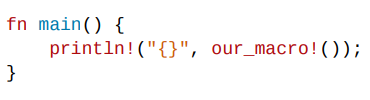 fn main() {
    println!("{}", our_macro!());
}